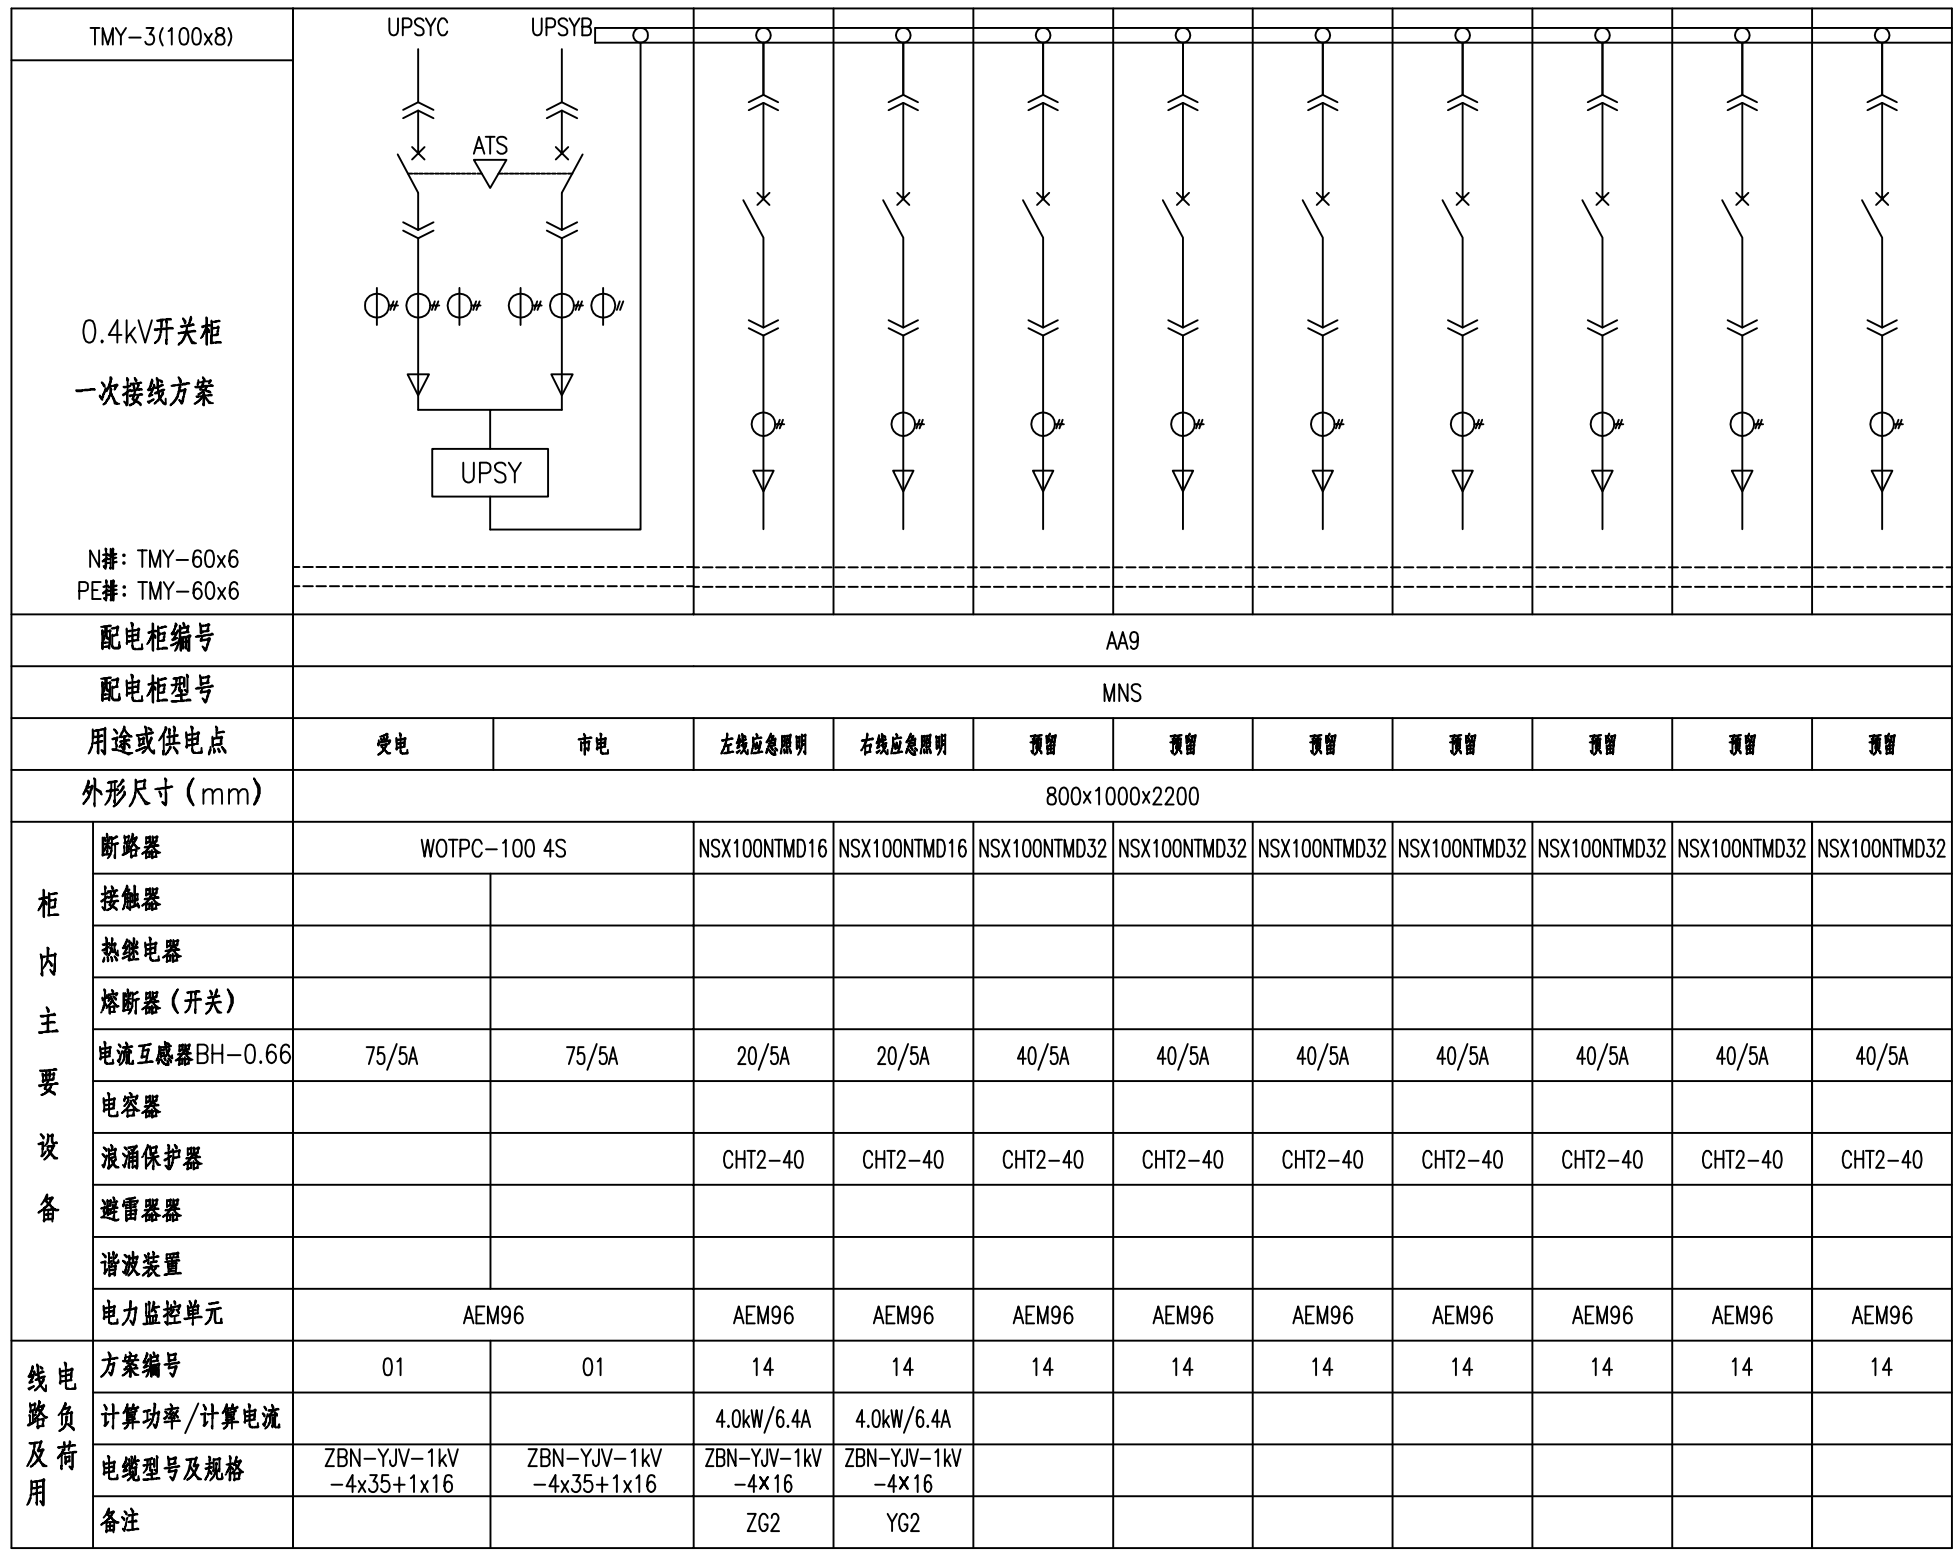 TMY-3(100x8)
UPSYC
UPSYB
ATS
UPSY
0.4kV开关柜
一次接线方案
N排: TMY-60x6
PE排: TMY-60x6
配电柜编号 AA9
配电柜型号 MNS
用途或供电点 受电 市电 左线应急照明 右线应急照明 预留 预留 预留 预留 预留 预留 预留
外形尺寸(mm) 800x1000x2200
柜内主要设备
断路器 WOTPC-100 4S NSX100NTMD16 NSX100NTMD16 NSX100NTMD32 NSX100NTMD32 NSX100NTMD32 NSX100NTMD32 NSX100NTMD32 NSX100NTMD32 NSX100NTMD32
接触器
热继电器
熔断器(开关)
电流互感器BH-0.66 75/5A 75/5A 20/5A 20/5A 40/5A 40/5A 40/5A 40/5A 40/5A 40/5A 40/5A
电容器
浪涌保护器 CHT2-40 CHT2-40 CHT2-40 CHT2-40 CHT2-40 CHT2-40 CHT2-40 CHT2-40 CHT2-40
避雷器器
谐波装置
电力监控单元 AEM96 AEM96 AEM96 AEM96 AEM96 AEM96 AEM96 AEM96 AEM96 AEM96
线路及用
电负荷
方案编号 01 01 14 14 14 14 14 14 14 14 14
计算功率/计算电流 4.0kW/6.4A 4.0kW/6.4A
电缆型号及规格 ZBN-YJV-1kV ZBN-YJV-1kV ZBN-YJV-1kV ZBN-YJV-1kV
-4x35+1x16 -4x35+1x16 -4×16 -4×16
备注 ZG2 YG2